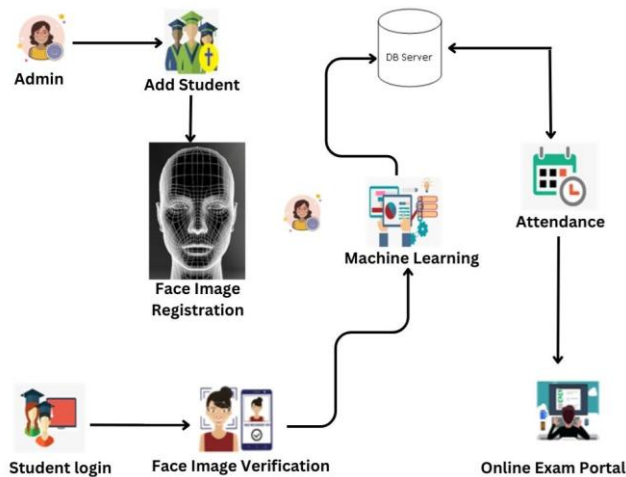 DB Server
Admin
Add Student
Attendance
Machine Learning
Face Image
Registration
Student login
Face Image Verification
Online Exam Portal